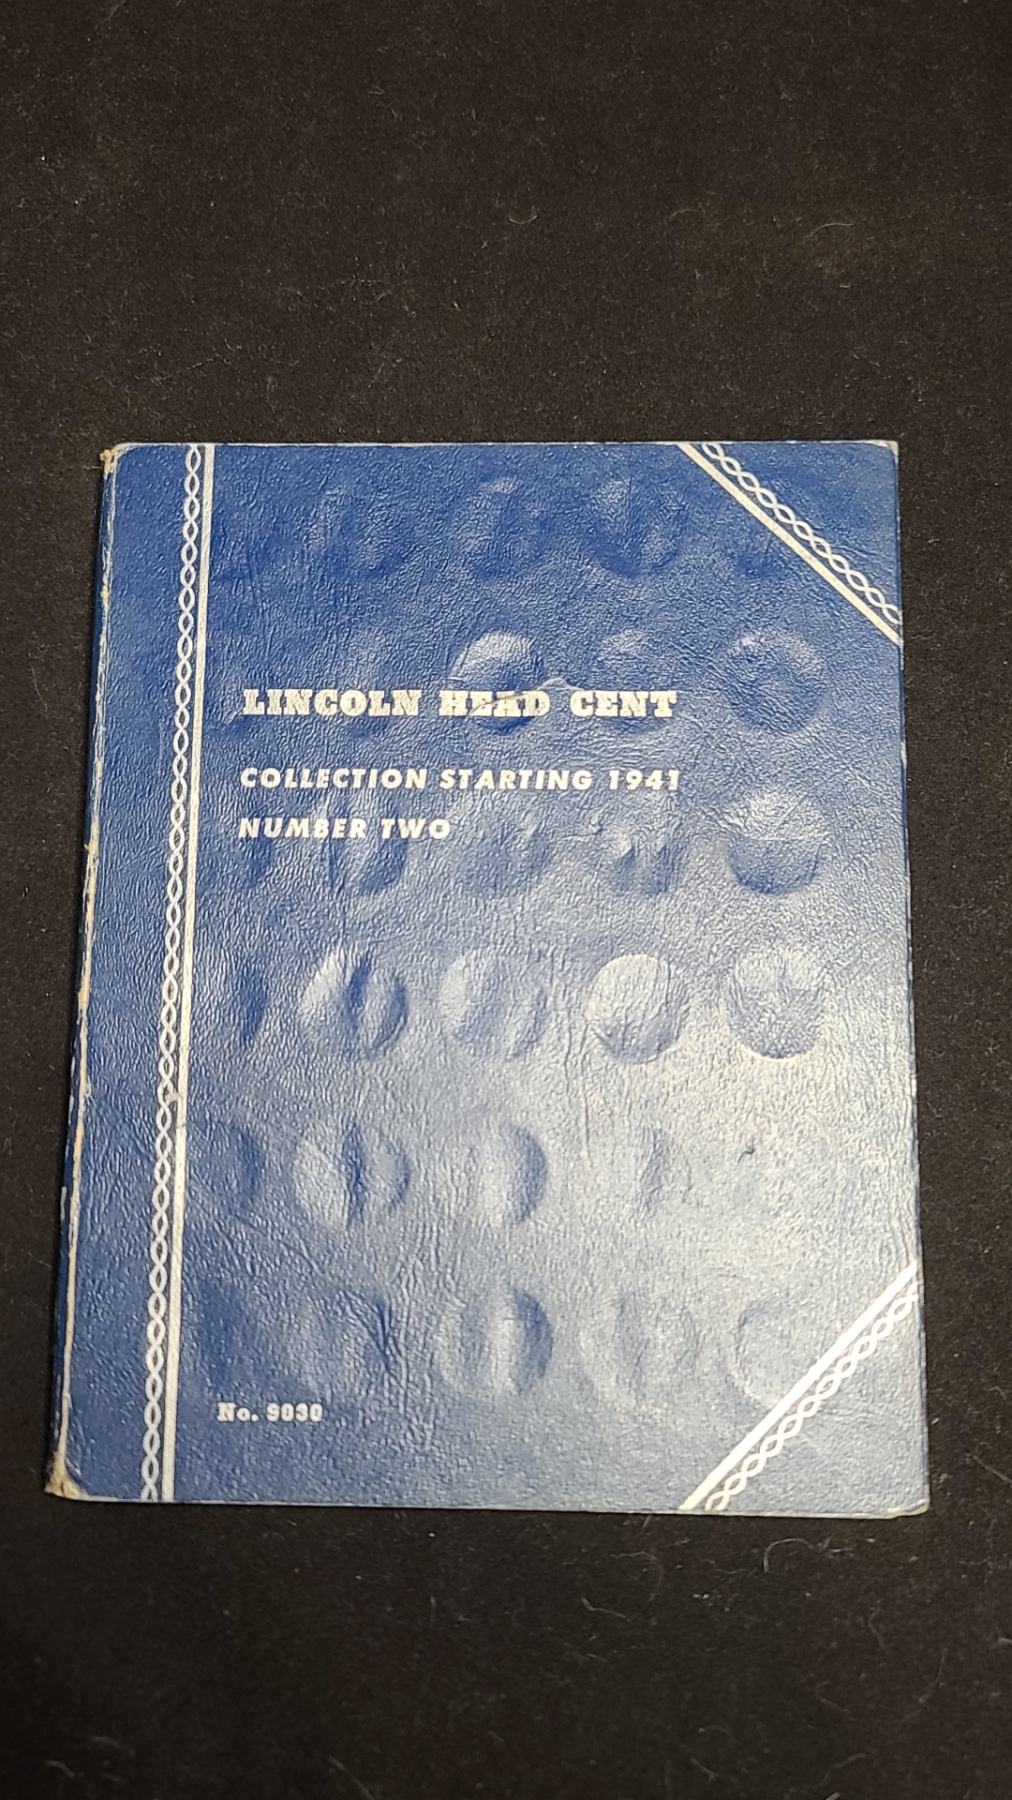 LINCOLN HEAD CENT
COLLECTION STARTING 1941
NUMBER TWO
No. 9030